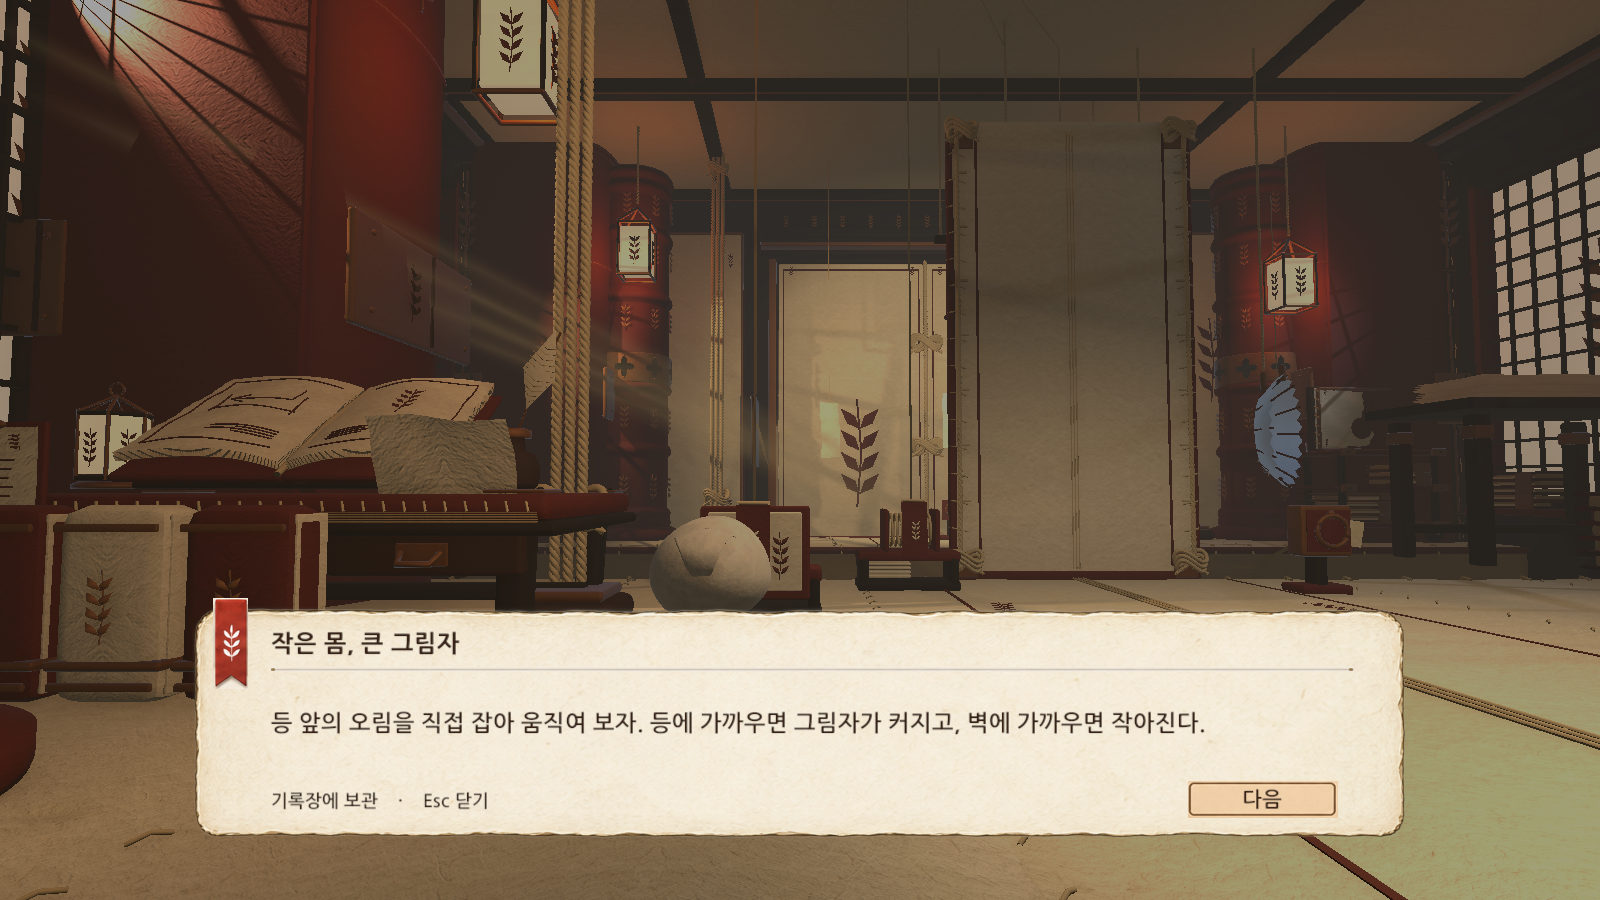 작은 몸, 큰 그림자
등 앞의 오림을 직접 잡아 움직여 보자. 등에 가까우면 그림자가 커지고, 벽에 가까우면 작아진다.
기록장에 보관 · Esc 닫기
다음